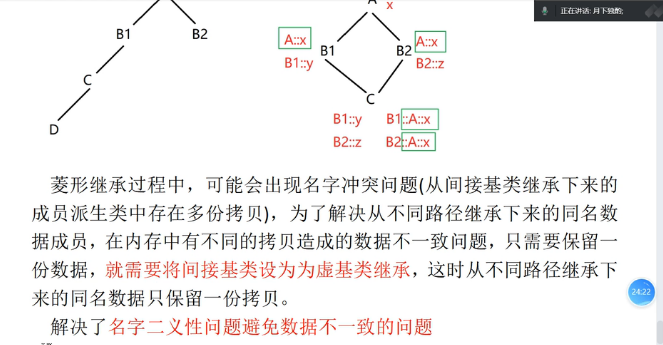 正在讲话: 月下独酌;
A x
B1 B2
A::x B1 B2 A::x
B1::y B2::z
C C
D
B1::y B1::A::x
B2::z B2::A::x
菱形继承过程中，可能会出现名字冲突问题(从间接基类继承下来的
成员派生类中存在多份拷贝)，为了解决从不同路径继承下来的同名数
据成员，在内存中有不同的拷贝造成的数据不一致问题，只需要保留一
份数据，就需要将间接基类设为为虚基类继承，这时从不同路径继承下
来的同名数据只保留一份拷贝。
24:22
解决了名字二义性问题避免数据不一致的问题